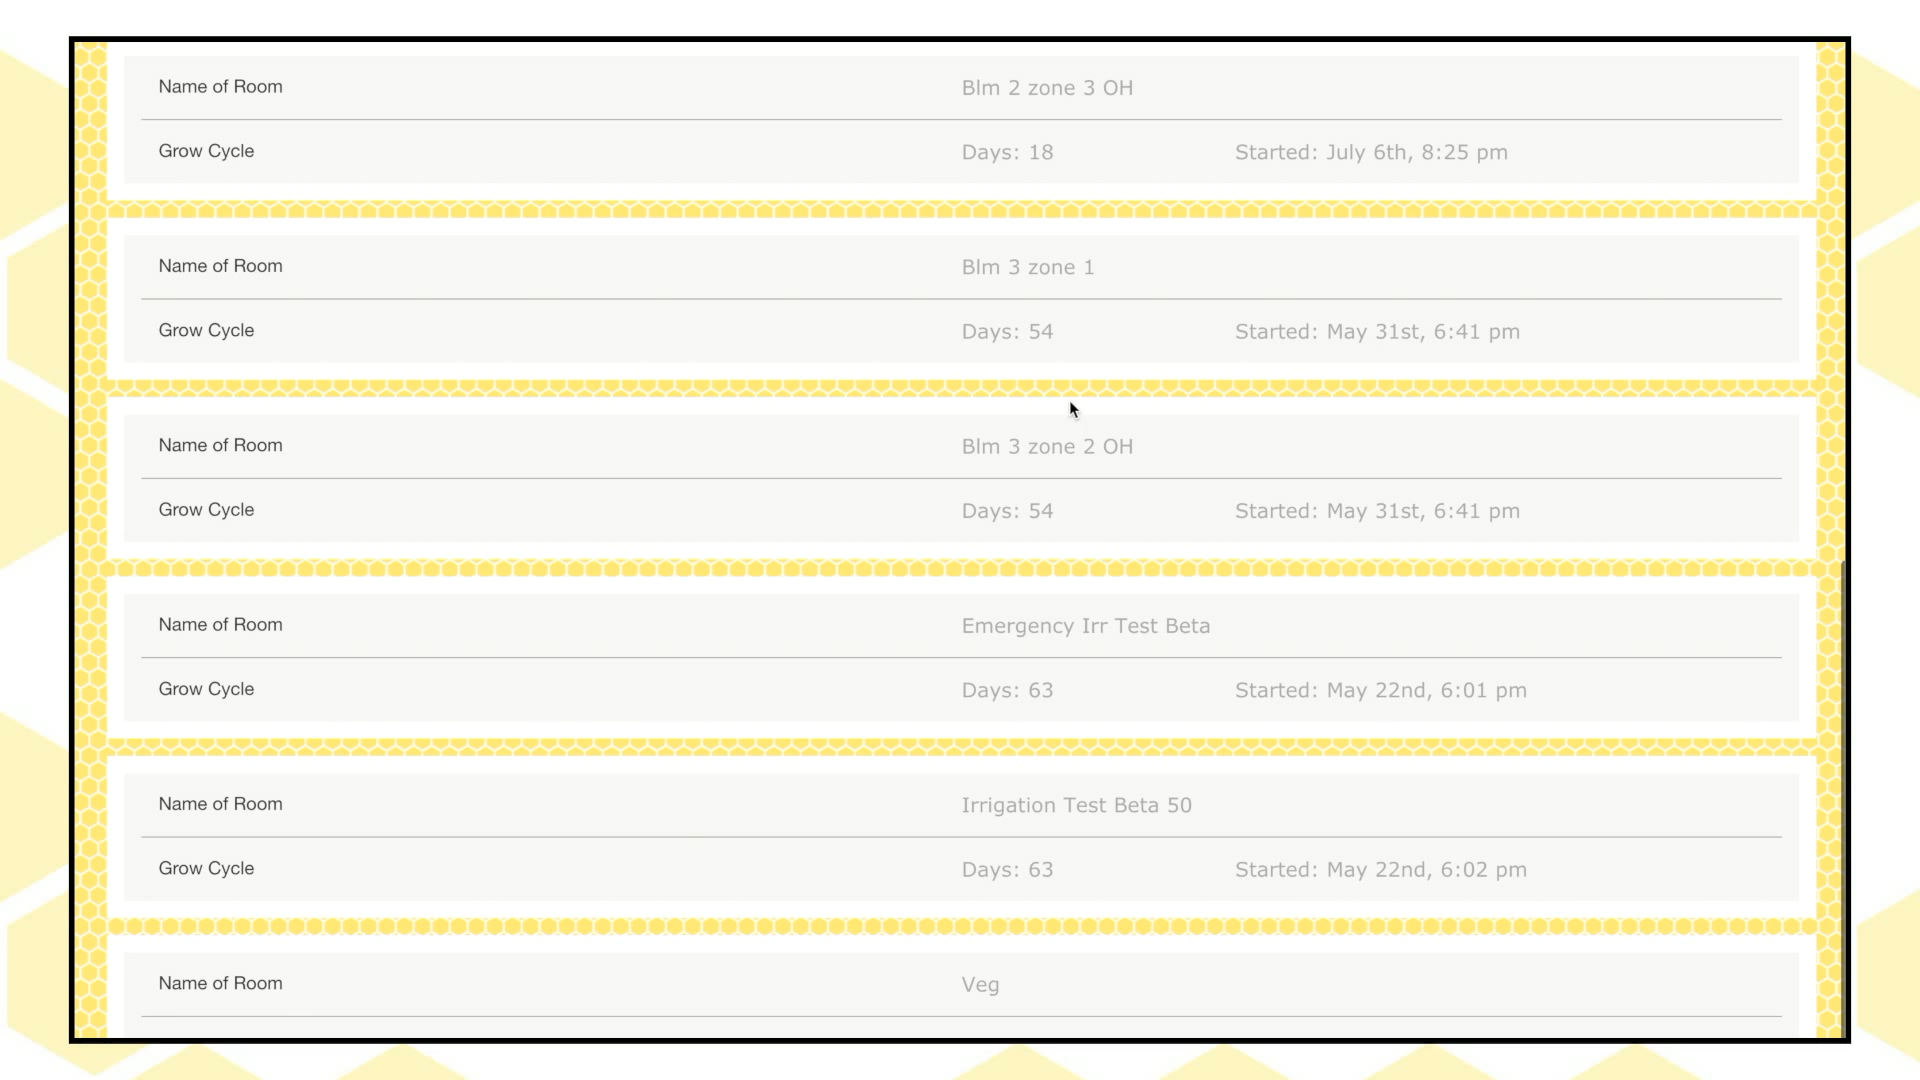 Name of Room Blm 2 zone 3 OH
Grow Cycle Days: 18 Started: July 6th, 8:25 pm
Name of Room Blm 3 zone 1
Grow Cycle Days: 54 Started: May 31st, 6:41 pm
Name of Room Blm 3 zone 2 OH
Grow Cycle Days: 54 Started: May 31st, 6:41 pm
Name of Room Emergency Irr Test Beta
Grow Cycle Days: 63 Started: May 22nd, 6:01 pm
Name of Room Irrigation Test Beta 50
Grow Cycle Days: 63 Started: May 22nd, 6:02 pm
Name of Room Veg